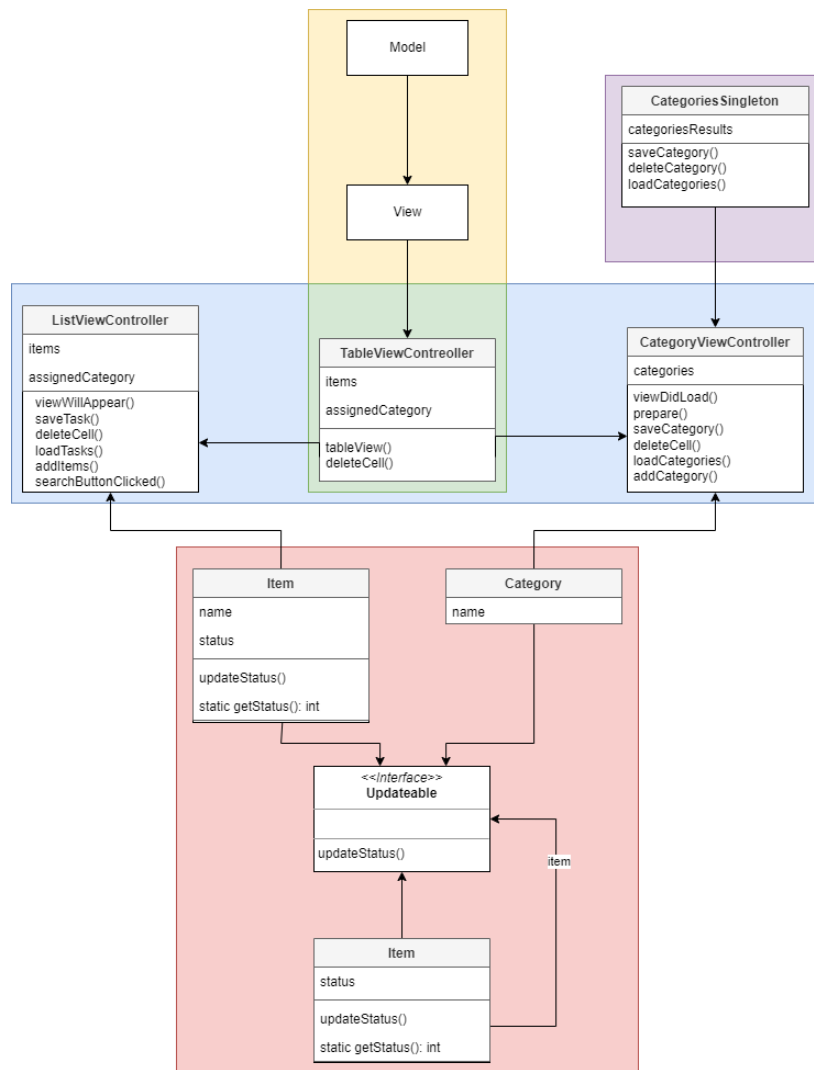 Model
View
CategoriesSingleton
categoriesResults
saveCategory()
deleteCategory()
loadCategories()
ListViewController
items
assignedCategory
viewWillAppear()
saveTask()
deleteCell()
loadTasks()
addItems()
searchButtonClicked()
TableViewContreoller
items
assignedCategory
tableView()
deleteCell()
CategoryViewController
categories
viewDidLoad()
prepare()
saveCategory()
deleteCell()
loadCategories()
addCategory()
Item
name
status
updateStatus()
static getStatus(): int
Category
name
<<Interface>>
Updateable
updateStatus()
item
Item
status
updateStatus()
static getStatus(): int